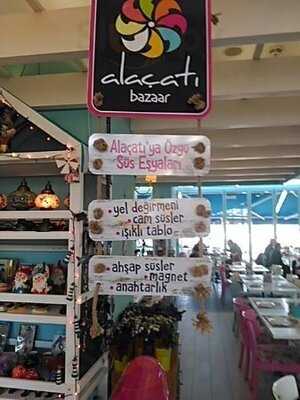 alaçatı
bazaar
Alaçatı'ya Özgü
Süs Eşyaları
• yel değirmeni
• cam süsler
• ışıklı tablo
• ahşap süsler
• magnet
• anahtarlık